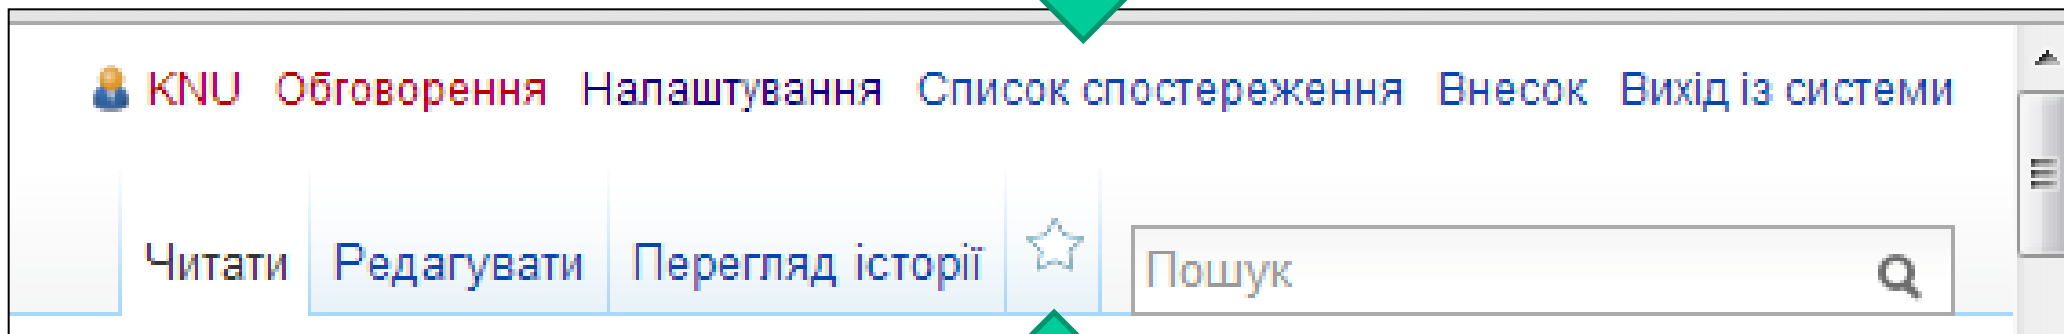 KNU Обговорення Налаштування Список спостереження Внесок Вихід із системи
Читати Редагувати Перегляд історії Пошук